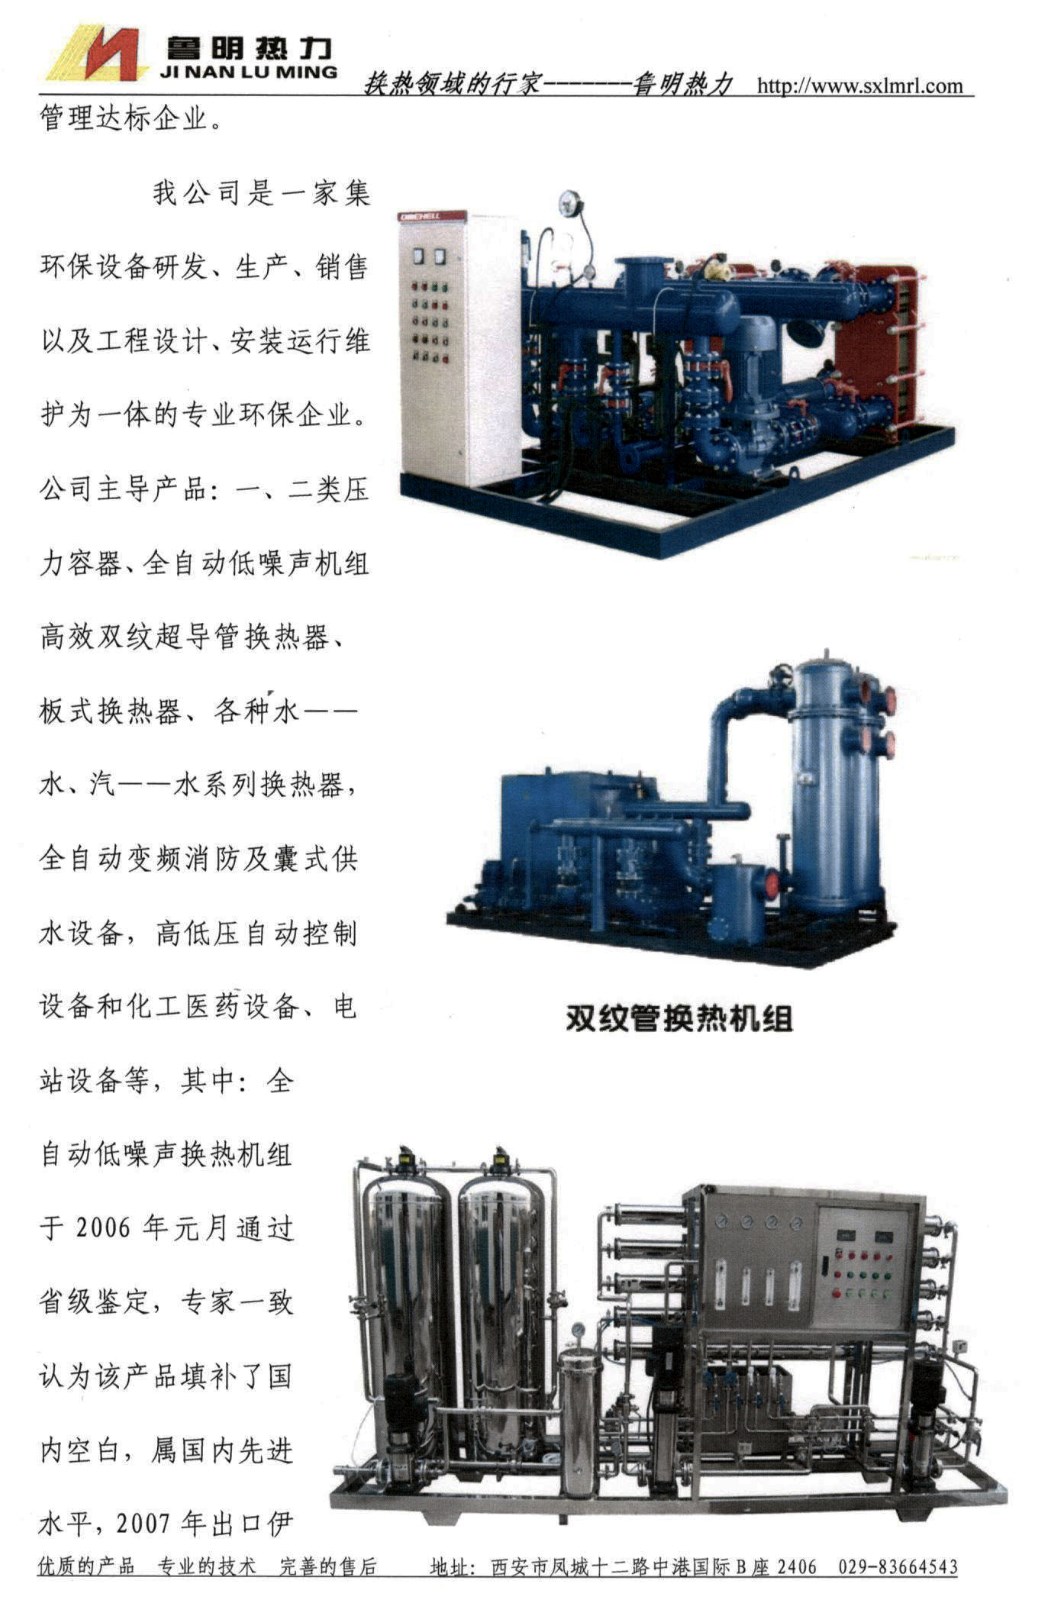 鲁明热力
JI NAN LU MING
换热领域的行家-------鲁明热力 http://www.sxlmrl.com
管理达标企业。
我公司是一家集
环保设备研发、生产、销售
以及工程设计、安装运行维
护为一体的专业环保企业。
公司主导产品：一、二类压
力容器、全自动低噪声机组
高效双纹超导管换热器、
板式换热器、各种水——
水、汽——水系列换热器，
全自动变频消防及囊式供
水设备，高低压自动控制
设备和化工医药设备、电
站设备等，其中：全
自动低噪声换热机组
于 2006 年元月通过
省级鉴定，专家一致
认为该产品填补了国
内空白，属国内先进
水平，2007 年出口伊
双纹管换热机组
优质的产品 专业的技术 完善的售后 地址：西安市凤城十二路中港国际 B 座 2406 029-83664543